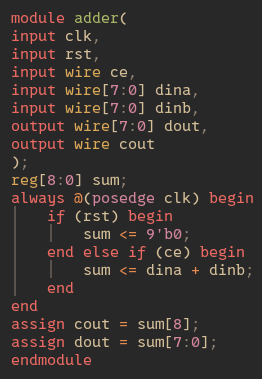 module adder(
input clk,
input rst,
input wire ce,
input wire[7:0] dina,
input wire[7:0] dinb,
output wire[7:0] dout,
output wire cout
);
reg[8:0] sum;
always @(posedge clk) begin
    if (rst) begin
        sum <= 9'b0;
    end else if (ce) begin
        sum <= dina + dinb;
    end
end
assign cout = sum[8];
assign dout = sum[7:0];
endmodule